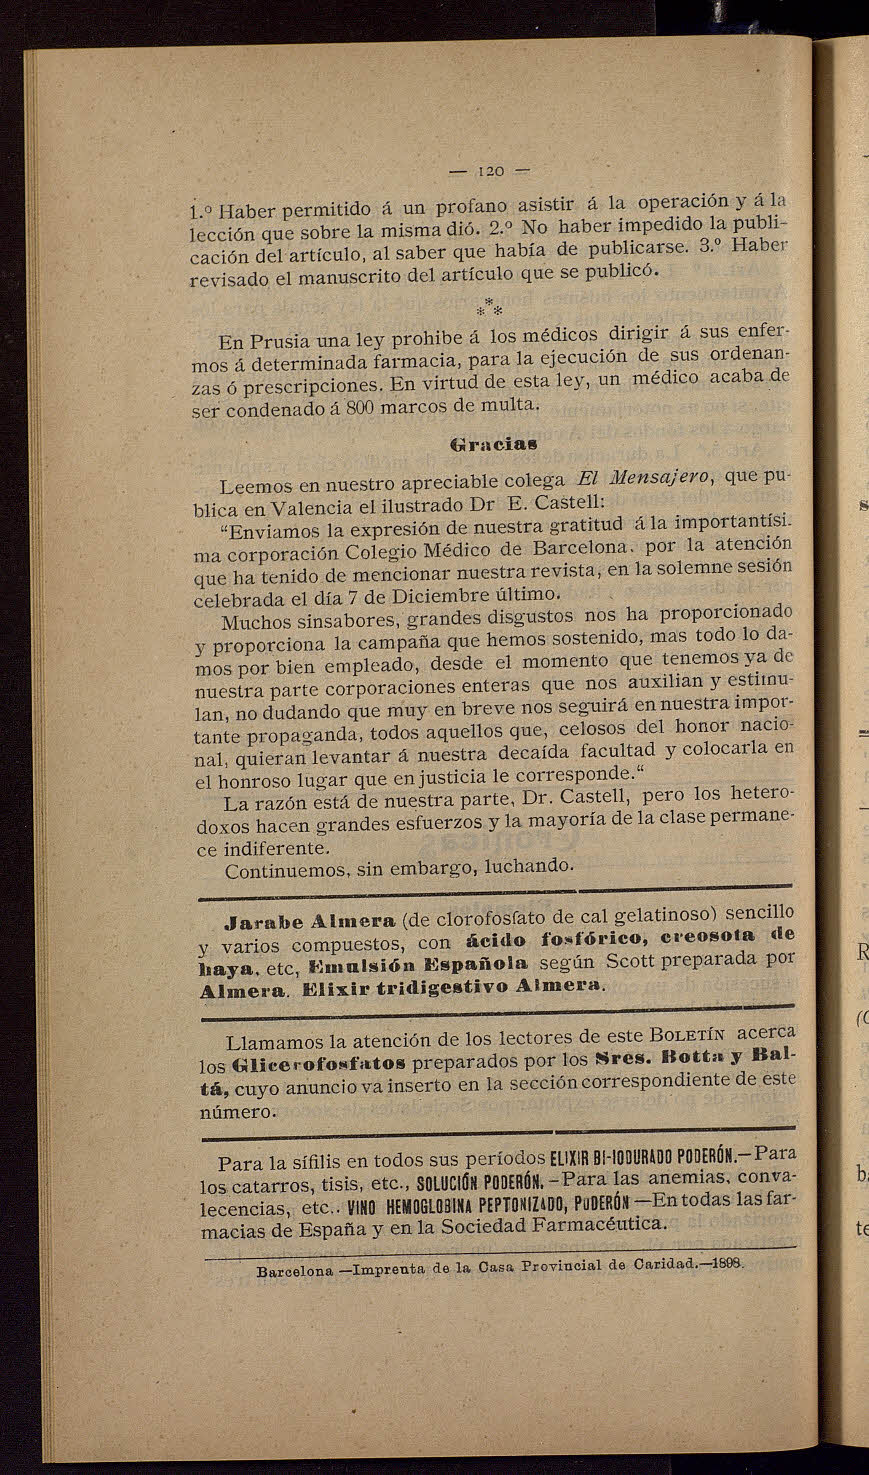 — 120 —
1.º Haber permitido á un profano asistir á la operación y á la
lección que sobre la misma dió. 2.º No haber impedido la publi-
cación del artículo, al saber que había de publicarse. 3.º Haber
revisado el manuscrito del artículo que se publicó.
***
En Prusia una ley prohibe á los médicos dirigir á sus enfer-
mos á determinada farmacia, para la ejecución de sus ordenan-
zas ó prescripciones. En virtud de esta ley, un médico acaba de
ser condenado á 800 marcos de multa.
Gracias
Leemos en nuestro apreciable colega El Mensajero, que pu-
blica en Valencia el ilustrado Dr E. Castell:
“Enviamos la expresión de nuestra gratitud á la importantísi-
ma corporación Colegio Médico de Barcelona. por la atención
que ha tenido de mencionar nuestra revista, en la solemne sesión
celebrada el día 7 de Diciembre último.
Muchos sinsabores, grandes disgustos nos ha proporcionado
y proporciona la campaña que hemos sostenido, mas todo lo da-
mos por bien empleado, desde el momento que tenemos ya de
nuestra parte corporaciones enteras que nos auxilian y estimu-
lan, no dudando que muy en breve nos seguirá en nuestra impor-
tante propaganda, todos aquellos que, celosos del honor nacio-
nal, quieran levantar á nuestra decaída facultad y colocarla en
el honroso lugar que en justicia le corresponde.“
La razón está de nuestra parte, Dr. Castell, pero los hetero-
doxos hacen grandes esfuerzos y la mayoría de la clase permane-
ce indiferente.
Continuemos, sin embargo, luchando.
Jarabe Almera (de clorofosfato de cal gelatinoso) sencillo
y varios compuestos, con ácido fosfórico, creosota de
haya, etc, Emulsión Española según Scott preparada por
Almera. Elixir tridigestivo Almera.
Llamamos la atención de los lectores de este BOLETÍN acerca
los Glicerofosfatos preparados por los Sres. Botta y Bal-
tá, cuyo anuncio va inserto en la sección correspondiente de este
número.
Para la sífilis en todos sus períodos ELIXIR BI-IODURADO PODERÓN.—Para
los catarros, tisis, etc., SOLUCIÓN PODERÓN.–Para las anemias, conva-
lecencias, etc.. VINO HEMOGLOBINA PEPTONIZADO, PODERÓN—En todas las far-
macias de España y en la Sociedad Farmacéutica.
Barcelona —Imprenta de la Casa Provincial de Caridad.—1898.